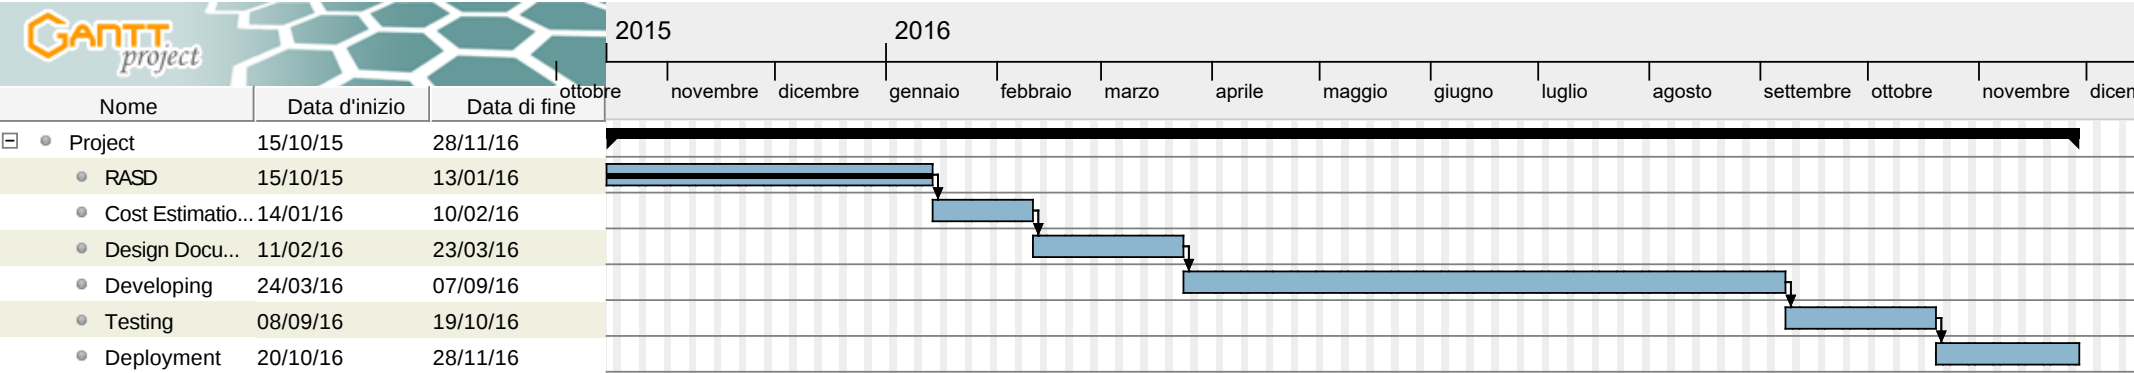 GANTT
project
2015 2016
ottobre novembre dicembre gennaio febbraio marzo aprile maggio giugno luglio agosto settembre ottobre novembre dicen
Nome Data d'inizio Data di fine
Project 15/10/15 28/11/16
RASD 15/10/15 13/01/16
Cost Estimatio... 14/01/16 10/02/16
Design Docu... 11/02/16 23/03/16
Developing 24/03/16 07/09/16
Testing 08/09/16 19/10/16
Deployment 20/10/16 28/11/16